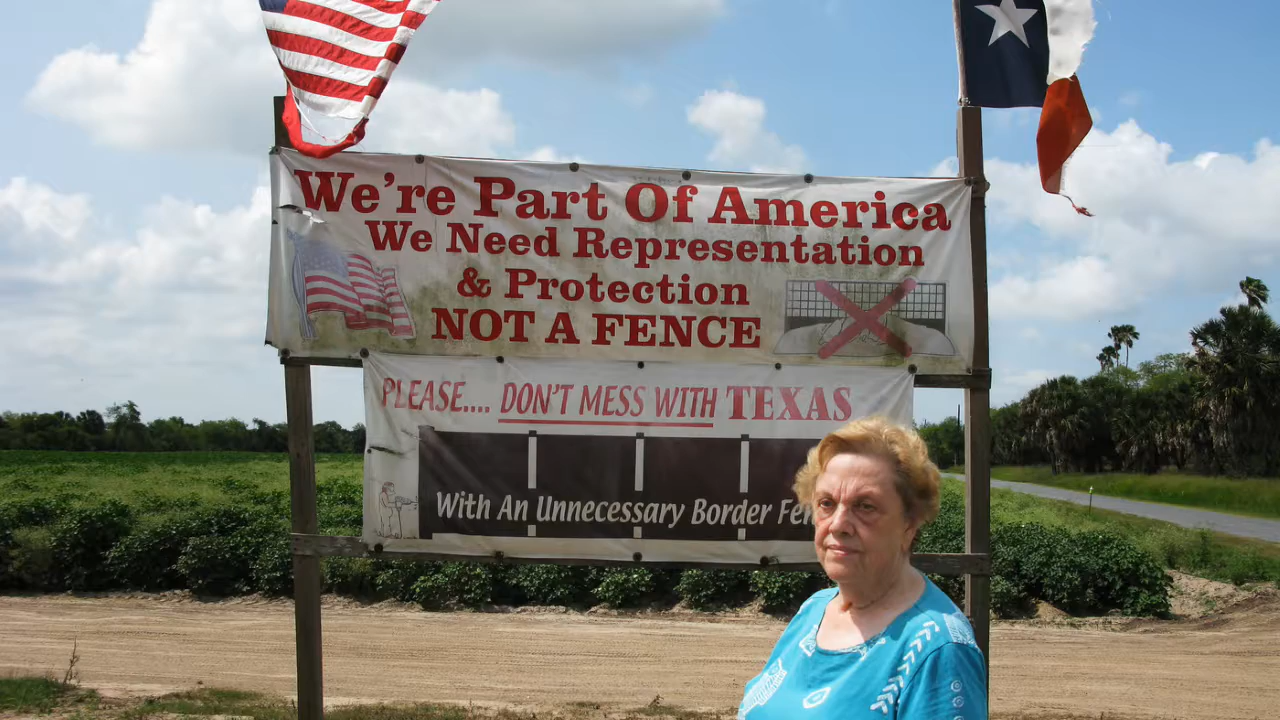 We're Part Of America
We Need Representation
& Protection
NOT A FENCE
PLEASE.... DON'T MESS WITH TEXAS
With An Unnecessary Border Fen